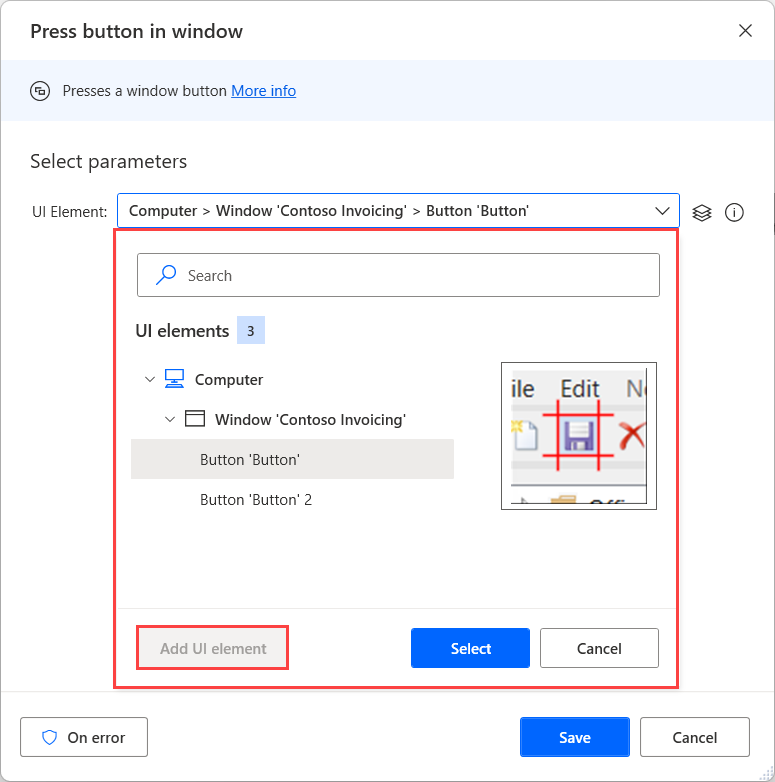 Press button in window
Presses a window button More info
Select parameters
UI Element: Computer > Window 'Contoso Invoicing' > Button 'Button'
Search
UI elements 3
Computer
Window 'Contoso Invoicing'
Button 'Button'
Button 'Button' 2
ile Edit
Add UI element Select Cancel
On error Save Cancel